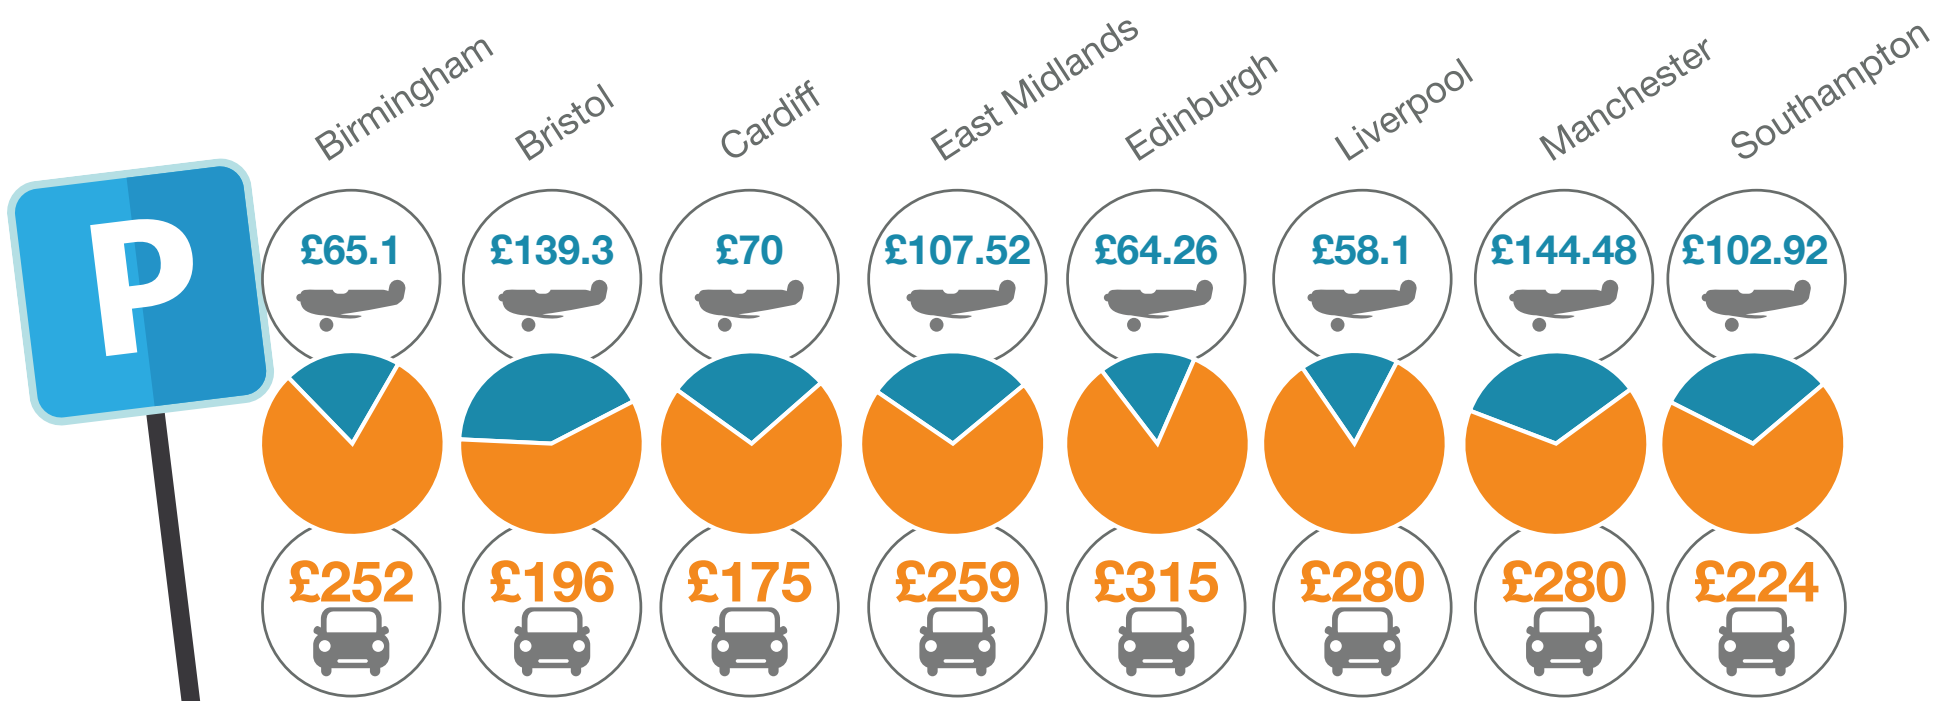 Birmingham
Bristol
Cardiff
East Midlands
Edinburgh
Liverpool
Manchester
Southampton
P
£65.1
£139.3
£70
£107.52
£64.26
£58.1
£144.48
£102.92
£252
£196
£175
£259
£315
£280
£280
£224